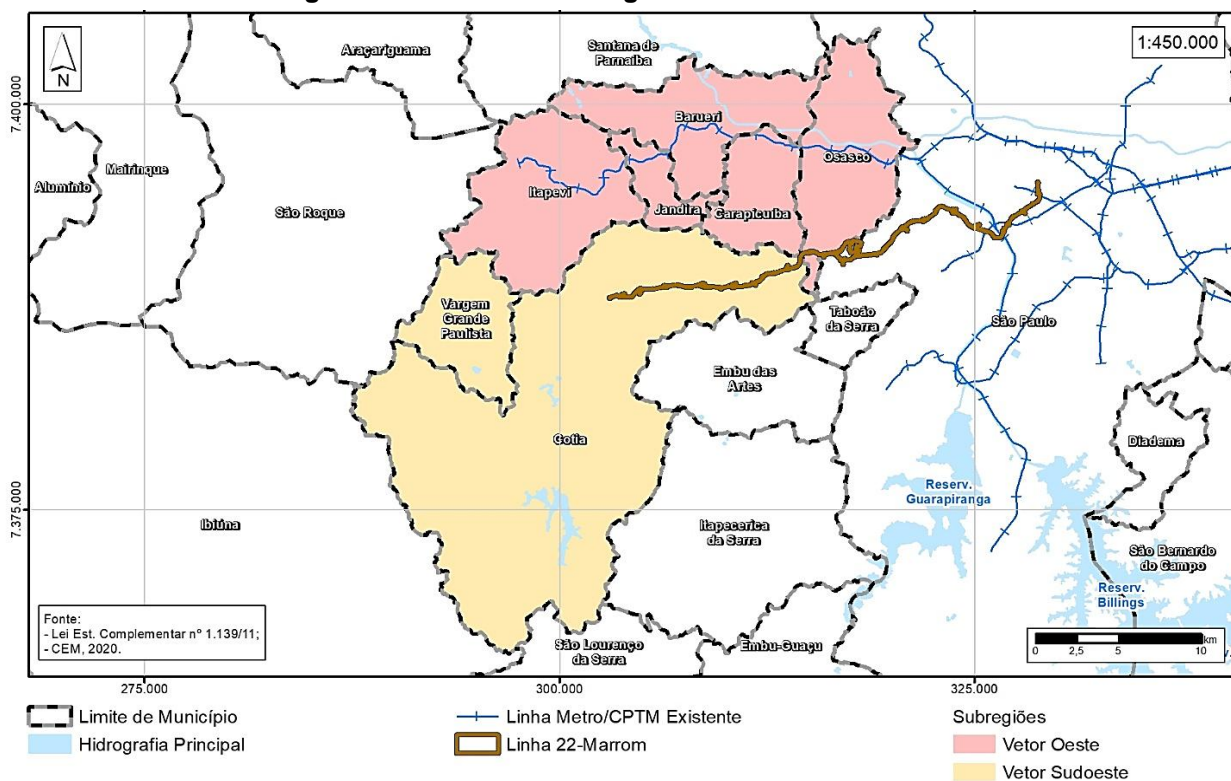 1:450.000
N
7.400.000
7.375.000
Araçariguama
Santana de
Parnaíba
Barueri
Osasco
Alumínio
Mairinque
Itapevi
São Roque
Jandira
Carapicuíba
Vargem
Grande
Paulista
Taboão
da Serra
São Paulo
Embu das
Artes
Cotia
Diadema
Reserv.
Guarapiranga
Ibiúna
Itapecerica
da Serra
São Bernardo
do Campo
Reserv.
Billings
São Lourenço
da Serra
Embu-Guaçu
Fonte:
- Lei Est. Complementar nº 1.139/11;
- CEM, 2020.
0 2,5 5 10
km
275.000
300.000
325.000
Limite de Município
Hidrografia Principal
Linha Metro/CPTM Existente
Linha 22-Marrom
Subregiões
Vetor Oeste
Vetor Sudoeste